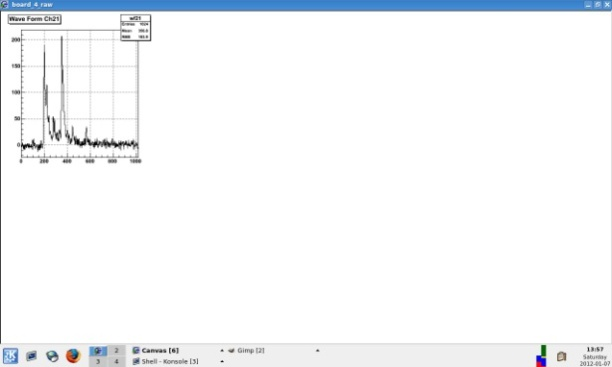 board_4_raw
Wave Form Ch21
wf21
Entries 1024
Mean
RMS
200
150
100
50
0
0 200 400 600 800 1000
1 2
3 4
Canvas [6]
Gimp [2]
Shell - Konsole [3]
13:57
Saturday
2012-01-07